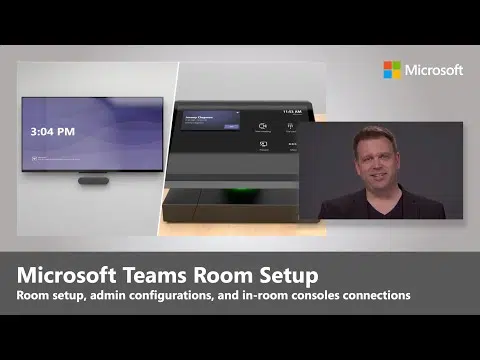 Microsoft
3:04 PM
11:03 AM
Microsoft Teams Room Setup
Room setup, admin configurations, and in-room consoles connections